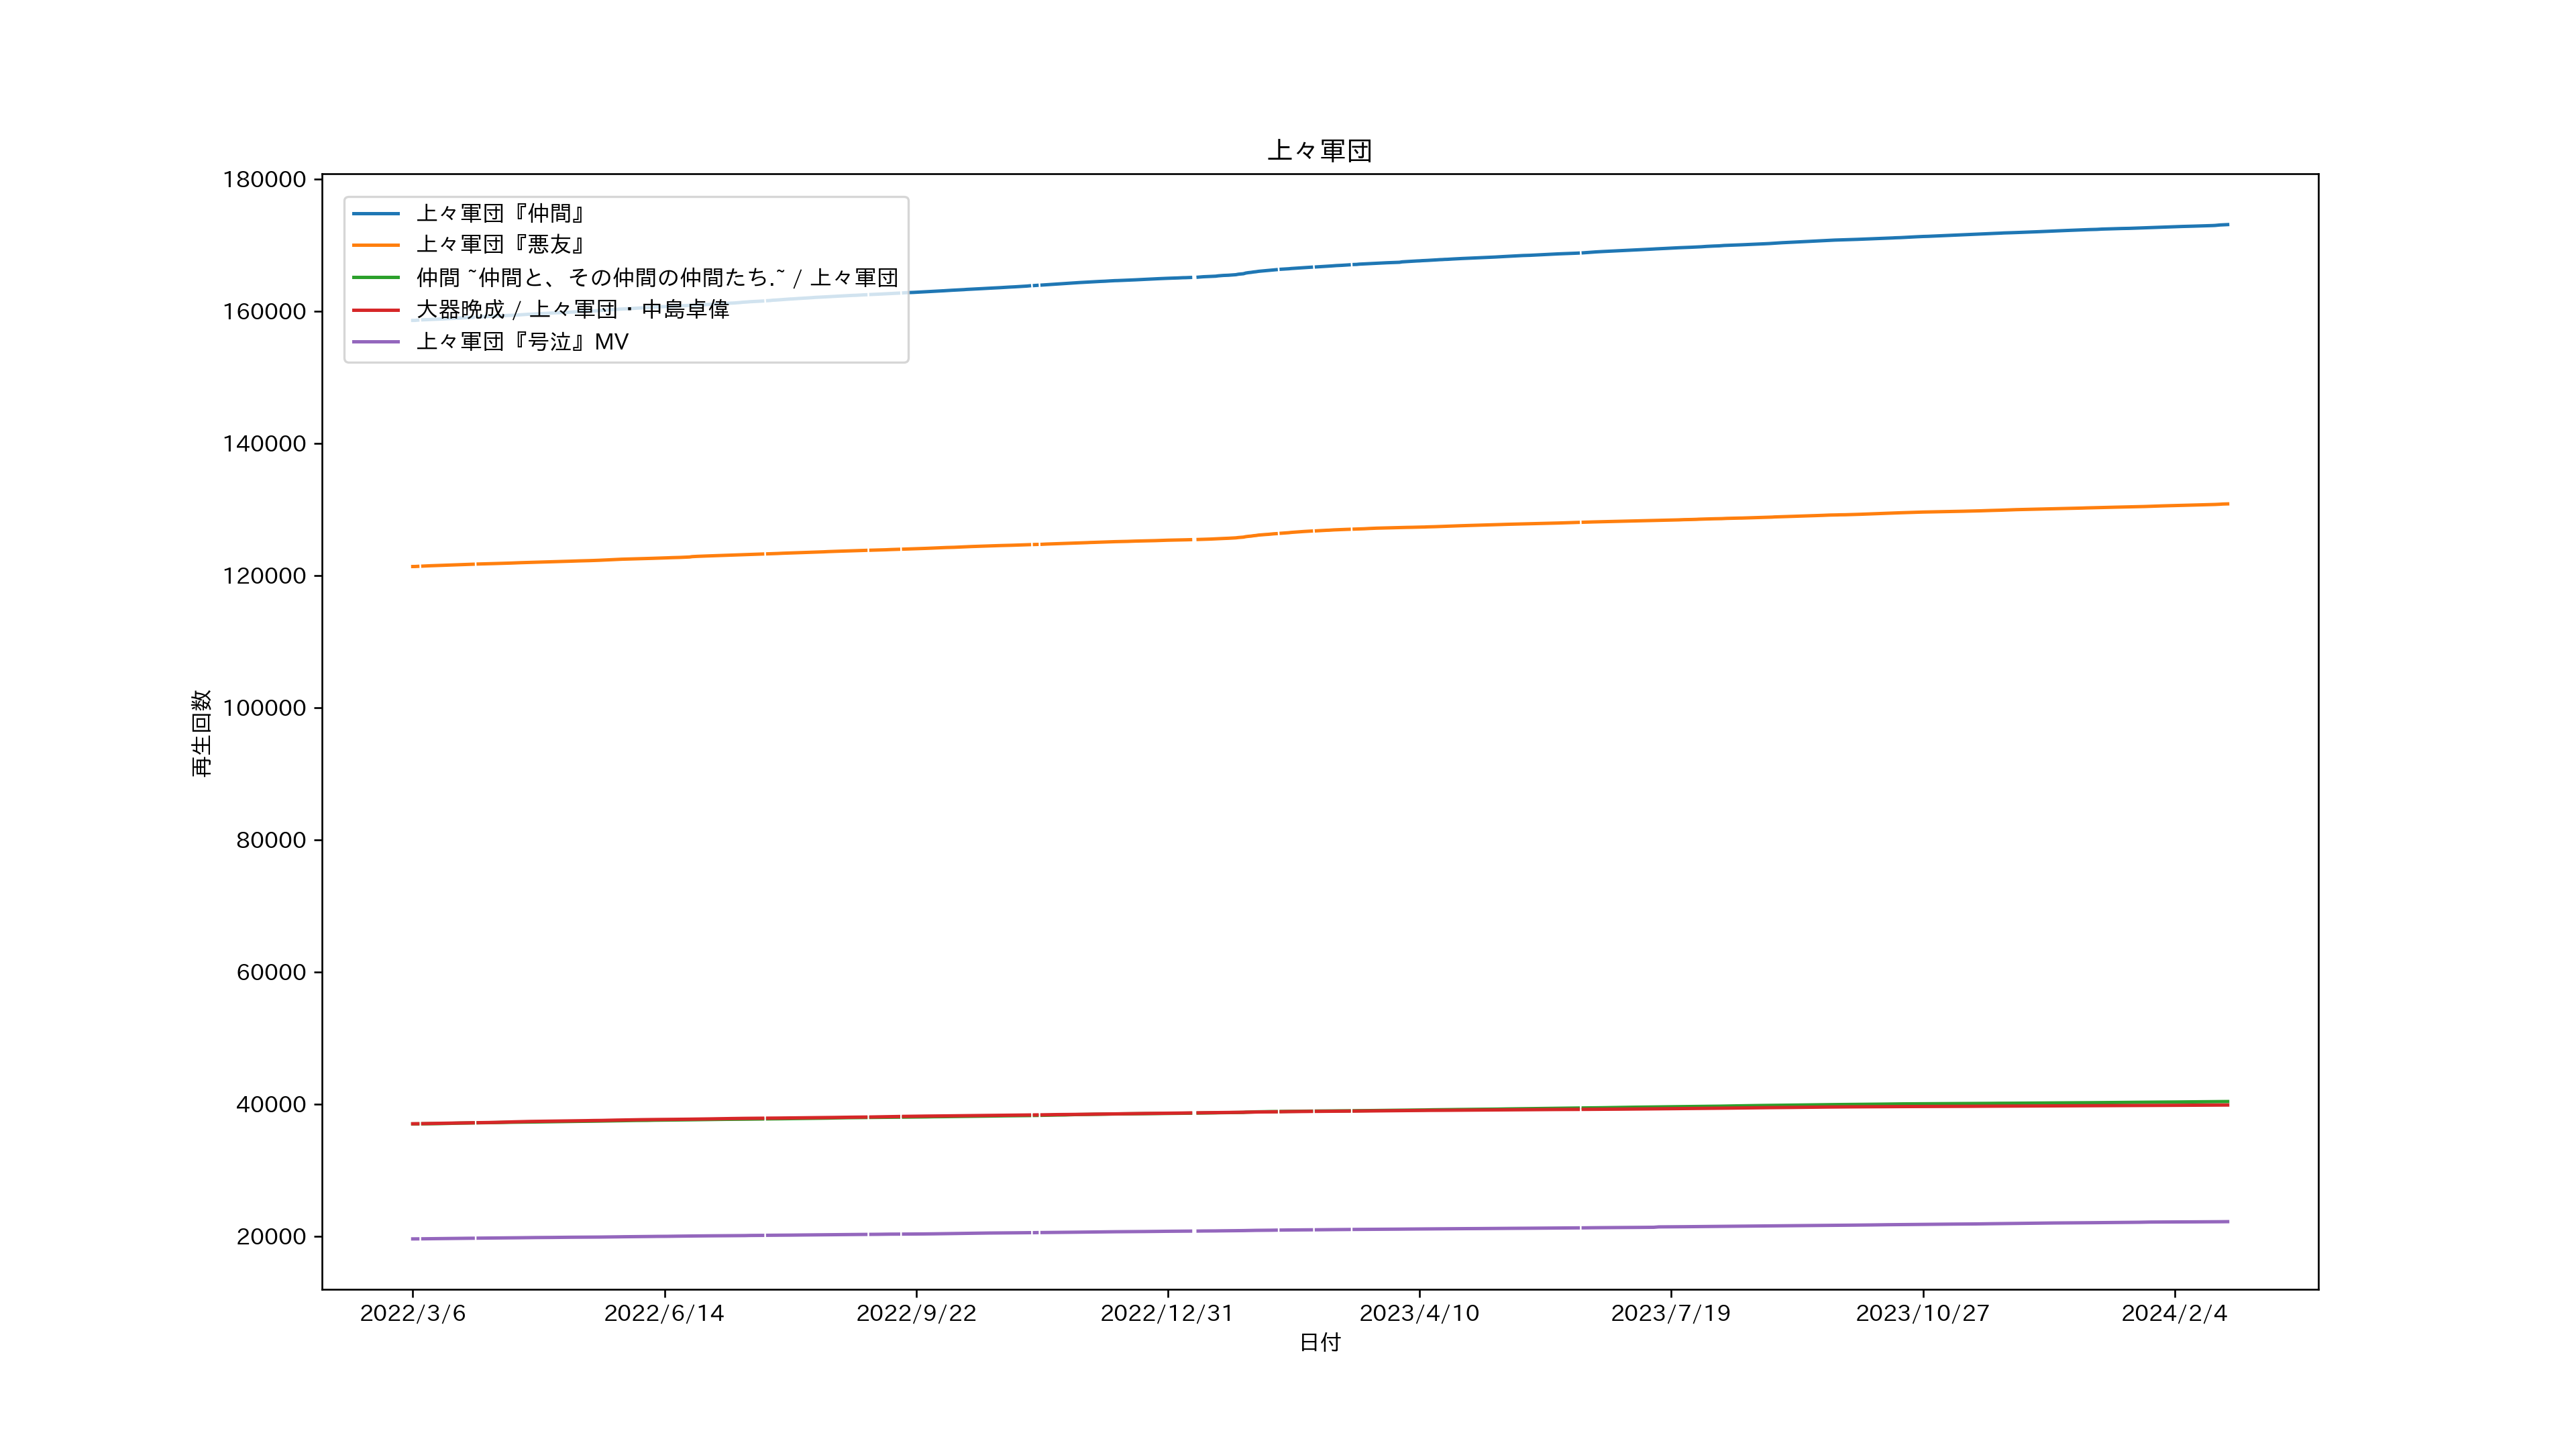 上々軍団
180000
160000
140000
120000
100000
80000
60000
40000
20000
再生回数
上々軍団『仲間』
上々軍団『悪友』
仲間 ~仲間と、その仲間の仲間たち.~ / 上々軍団
大器晩成 / 上々軍団・中島卓偉
上々軍団『号泣』MV
2022/3/6
2022/6/14
2022/9/22
2022/12/31
2023/4/10
2023/7/19
2023/10/27
2024/2/4
日付